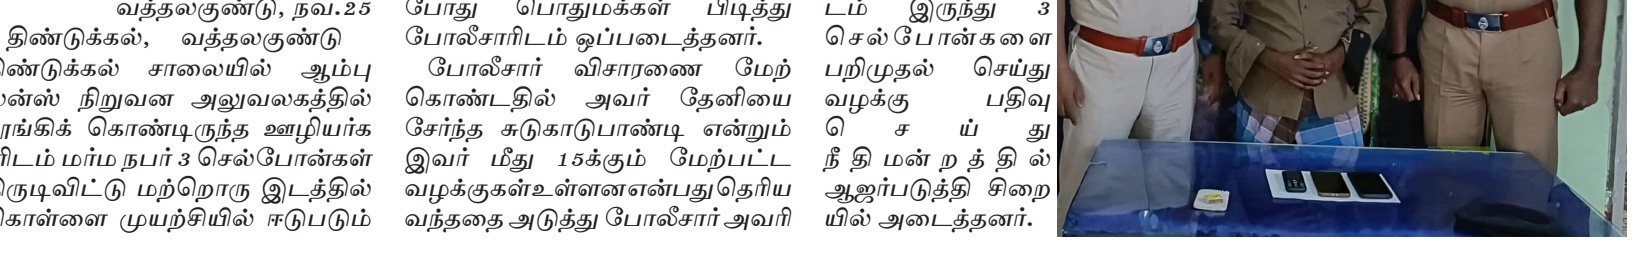 வத்தலகுண்டு, நவ.25
திண்டுக்கல், வத்தலகுண்டு
சாலையில் ஆம்பு
நிறுவன அலுவலகத்தில்
கொண்டிருந்த ஊழியர்க
மர்ம நபர் 3 செல்போன்கள்
மற்றொரு இடத்தில்
முயற்சியில் ஈடுபடும்
போது பொதுமக்கள் பிடித்து
போலீசாரிடம் ஒப்படைத்தனர்.
போலீசார் விசாரணை மேற்
கொண்டதில் அவர் தேனியை
சேர்ந்த சுடுகாடுபாண்டி என்றும்
இவர் மீது 15க்கும் மேற்பட்ட
வழக்குகள்உள்ளனஎன்பதுதெரிய
வந்ததை அடுத்து போலீசார் அவரி
டம் இருந்து 3
செல்போன்களை
பறிமுதல் செய்து
வழக்கு பதிவு
செய்து
நீதிமன்றத்தில்
ஆஜர்படுத்தி சிறை
யில் அடைத்தனர்.